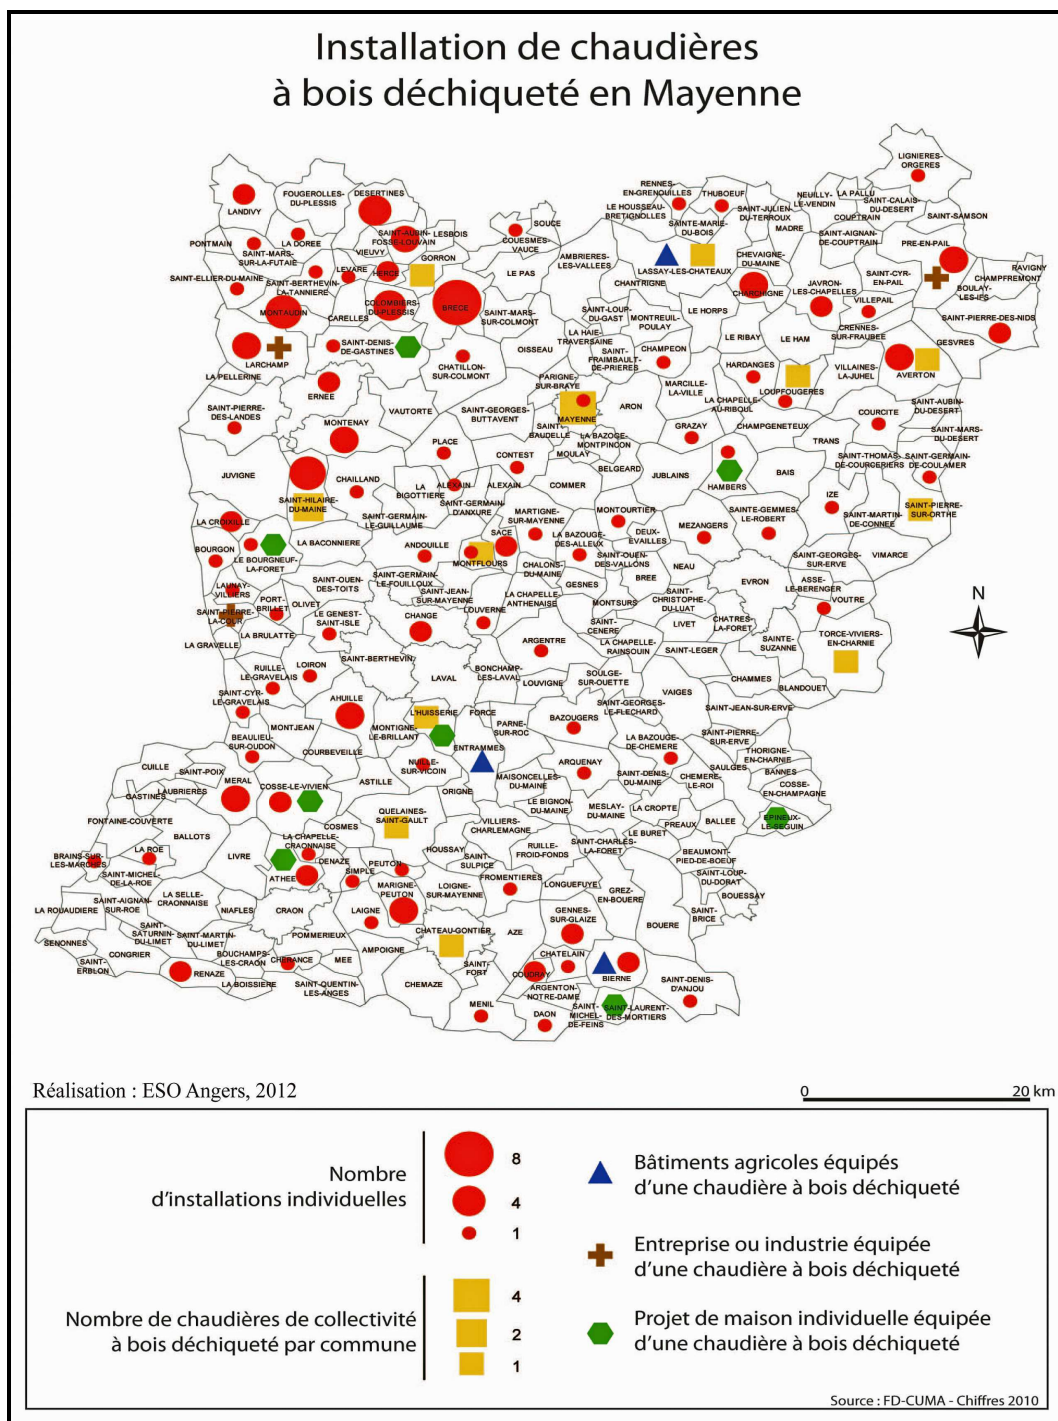 Installation de chaudières
à bois déchiqueté en Mayenne
LIGNIERES-
ORGERES
RENNES-
EN-GRENOUILLES
THUBOEUF
NEUILLY-
LE-VENDIN
LA PALLU
SAINT-CALAIS-
DU-DESERT
LANDIVY
FOUGEROLLES-
DU-PLESSIS
DESERTINES
LE HOUSSEAU-
BRETIGNOLLES
SAINT-JULIEN-
DU-TERROUX
COUPTRAIN
SAINT-SAMSON
SOUCE
SAINTE-MARIE-
DU-BOIS
MADRE
PONTMAIN
LA DOREE
SAINT-AUBIN-
FOSSE-LOUVAIN
LESBOIS
COUESMES-
VAUCE
SAINT-AIGNAN-
DE-COUPTRAIN
PRE-EN-PAIL
SAINT-MARS-
SUR-LA-FUTAIE
VIEUVY
GORRON
AMBRIERES-
LES-VALLEES
LASSAY-LES-CHATEAUX
CHEVAIGNE-
DU-MAINE
RAVIGNY
CHAMPFREMONT
SAINT-ELLIER-DU-MAINE
LEVARE
HERCE
LE PAS
CHANTRIGNE
SAINT-CYR-
EN-PAIL
BOULAY-
LES-IFS
SAINT-BERTHEVIN-
LA-TANNIERE
CHARCHIGNE
JAVRON-
LES-CHAPELLES
VILLEPAIL
MONTAUDIN
CARELLES
COLOMBIERS-
DU-PLESSIS
BRECE
SAINT-MARS-
SUR-COLMONT
SAINT-LOUP-
DU-GAST
MONTREUIL-
POULAY
LE HORPS
SAINT-PIERRE-DES-NIDS
CRENNES-
SUR-FRAUBEE
LA HAIE-
TRAVERSAINE
LE RIBAY
LE HAM
GESVRES
LARCHAMP
SAINT-DENIS-
DE-GASTINES
OISSEAU
SAINT-
FRAIMBAULT-
DE-PRIERES
CHAMPEON
LA PELLERINE
CHATILLON-
SUR-COLMONT
HARDANGES
VILLAINES-
LA-JUHEL
AVERTON
ERNEE
PARIGNE-
SUR-BRAYE
MARCILLE-
LA-VILLE
LOUPFOUGERES
SAINT-PIERRE-
DES-LANDES
VAUTORTE
SAINT-GEORGES-
BUTTAVENT
MAYENNE
ARON
LA CHAPELLE-
AU-RIBOUL
COURCITE
SAINT-AUBIN-
DU-DESERT
MONTENAY
SAINT-
BAUDELLE
GRAZAY
CHAMPGENETEUX
SAINT-MARS-
DU-DESERT
PLACE
LA BAZOGE-
MONTPINCON
TRANS
JUVIGNE
CONTEST
MOULAY
BELGEARD
JUBLAINS
HAMBERS
BAIS
SAINT-THOMAS-
DE-COURCERIERS
SAINT-GERMAIN-
DE-COULAMER
CHAILLAND
LA
BIGOTTIERE
ALEXAIN
ALEXAIN
COMMER
IZE
SAINT-HILAIRE-
DU-MAINE
SAINT-GERMAIN-
LE-GUILLAUME
SAINT-GERMAIN-
D'ANXURE
MARTIGNE-
SUR-MAYENNE
MONTOURTIER
SAINTE-GEMMES-
LE-ROBERT
SAINT-MARTIN-
DE-CONNEE
SAINT-PIERRE-
SUR-ORTHE
LA CROIXILLE
DEUX-
EVAILLES
MEZANGERS
LA BACONNIERE
SACE
LA BAZOUGE-
DES-ALLEUX
BOURGON
LE BOURGNEUF-
LA-FORET
ANDOUILLE
MONTFLOURS
SAINT-OUEN-
DES-VALLONS
NEAU
SAINT-GEORGES-
SUR-ERVE
VIMARCE
CHALONS-
DU-MAINE
BREE
LAUNAY-
VILLIERS
SAINT-OUEN-
DES-TOITS
SAINT-GERMAIN-
LE-FOUILLOUX
GESNES
EVRON
ASSE-
LE-BERENGER
PORT-
BRILLET
OLIVET
SAINT-JEAN-
SUR-MAYENNE
LA CHAPELLE-
ANTHENAISE
MONTSURS
SAINT-
CHRISTOPHE-
DU-LUAT
VOUTRE
SAINT-PIERRE-
LA-COUR
LE GENEST-
SAINT-ISLE
CHANGE
LOUVERNE
SAINT-
CENERE
LIVET
CHATRES-
LA-FORET
LA GRAVELLE
LA BRULATTE
ARGENTRE
LA CHAPELLE-
RAINSOUIN
SAINT-LEGER
SAINTE-
SUZANNE
TORCE-VIVIERS-
EN-CHARNIE
SAINT-BERTHEVIN
LOIRON
RUILLE-
LE-GRAVELAIS
LAVAL
BONCHAMP-
LES-LAVAL
LOUVIGNE
SOULGE-
SUR-OUETTE
VAIGES
CHAMMES
BLANDOUET
SAINT-CYR-
LE-GRAVELAIS
AHUILLE
L'HUISSERIE
FORCE
SAINT-GEORGES-
LE-FLECHARD
SAINT-JEAN-SUR-ERVE
BEAULIEU-
SUR-OUDON
MONTJEAN
MONTIGNE-
LE-BRILLANT
PARNE-
SUR-ROC
BAZOUGERS
LA BAZOUGE-
DE-CHEMERE
SAINT-PIERRE-
SUR-ERVE
COURBEVEILLE
ENTRAMMES
THORIGNE-
EN-CHARNIE
CUILLE
SAINT-POIX
NUILLE-
SUR-VICOIN
ARQUENAY
SAINT-DENIS-
DU-MAINE
SAULGES
BANNES
CHEMERE-
LE-ROI
COSSE-
EN-CHAMPAGNE
LAUBRIERES
MERAL
COSSE-LE-VIVIEN
ASTILLE
ORIGNE
MAISONCELLES-
DU-MAINE
GASTINES
QUELAINES-
SAINT-GAULT
LE BIGNON-
DU-MAINE
MESLAY-
DU-MAINE
LA CROPTE
PREAUX
BALLEE
EPINEUX-
LE-SEGUIN
FONTAINE-COUVERTE
COSMES
VILLIERS-
CHARLEMAGNE
LE BURET
BALLOTS
LA CHAPELLE-
CRAONNAISE
HOUSSAY
RUILLE-
FROID-FONDS
SAINT-CHARLES-
LA-FORET
BEAUMONT-
PIED-DE-BOEUF
BRAINS-SUR-
LES-MARCHES
LA ROE
LIVRE
DENAZE
PEUTON
SAINT-
SULPICE
SIMPLE
SAINT-LOUP-
DU-DORAT
SAINT-MICHEL-
DE-LA-ROE
ATHEE
FROMENTIERES
LONGUEFUYE
GREZ-
EN-BOUERE
BOUESSAY
LA ROUAUDIERE
SAINT-AIGNAN-
SUR-ROE
LA SELLE-
CRAONNAISE
NIAFLES
CRAON
MARIGNE-
PEUTON
LOIGNE-
SUR-MAYENNE
SAINT-
BRICE
LAIGNE
GENNES-
SUR-GLAIZE
BOUERE
SENONNES
SAINT-
SATURNIN-
DU-LIMET
SAINT-MARTIN-
DU-LIMET
POMMERIEUX
AMPOIGNE
CHATEAU-GONTIER
AZE
CONGRIER
BOUCHAMPS-
LES-CRAON
CHERANCE
MEE
SAINT-
FORT
COUDRAY
CHATELAIN
BIERNE
SAINT-
ERBLON
RENAZE
LA BOISSIERE
SAINT-QUENTIN-
LES-ANGES
CHEMAZE
ARGENTON-
NOTRE-DAME
SAINT-DENIS-
D'ANJOU
MENIL
DAON
SAINT-
MICHEL-
DE-FEINS
SAINT-LAURENT-
DES-MORTIERS
N
Réalisation : ESO Angers, 2012
0
20 km
Nombre
d'installations individuelles
8
4
1
Nombre de chaudières de collectivité
à bois déchiqueté par commune
4
2
1
Bâtiments agricoles équipés
d'une chaudière à bois déchiqueté
Entreprise ou industrie équipée
d'une chaudière à bois déchiqueté
Projet de maison individuelle équipée
d'une chaudière à bois déchiqueté
Source : FD-CUMA - Chiffres 2010